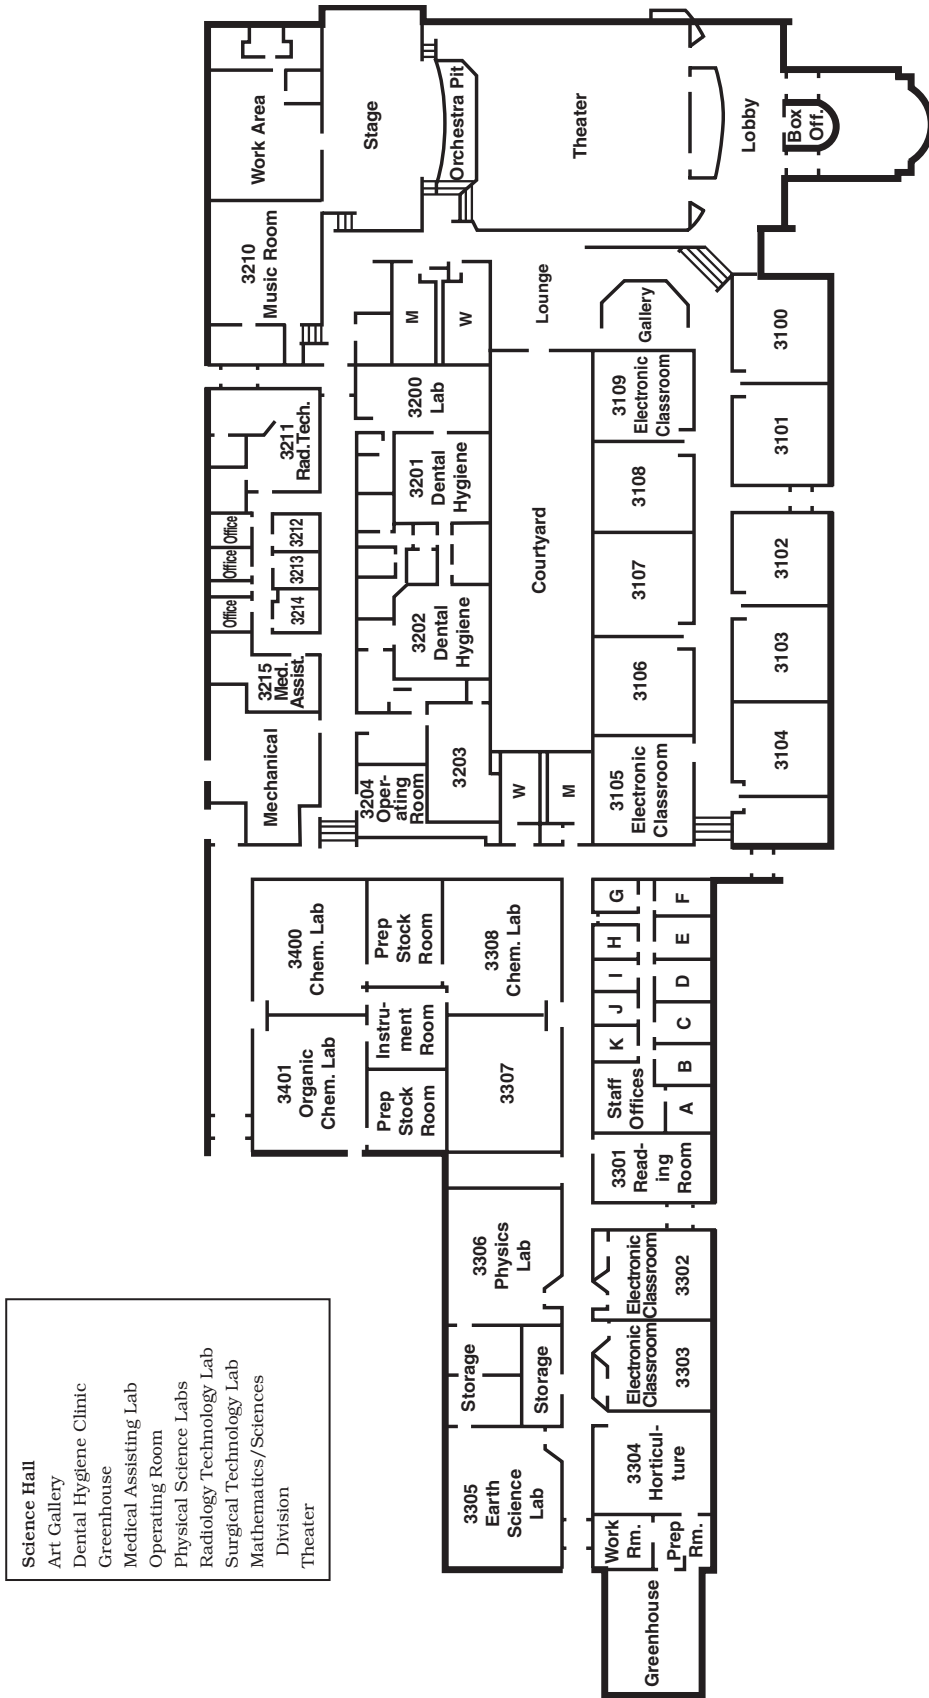 Science Hall
Art Gallery
Dental Hygiene Clinic
Greenhouse
Medical Assisting Lab
Operating Room
Physical Science Labs
Radiology Technology Lab
Surgical Technology Lab
Mathematics/Sciences
Division
Theater
Greenhouse
Work
Rm.
Prep
Rm.
3305
Earth
Science Lab
3304
Horticul-
ture
Storage
Storage
Electronic
Classroom
3303
Electronic
Classroom
3302
3306
Physics
Lab
3301
Read-
ing
Room
Staff
Offices
A
B
C
D
E
F
G
H
I
J
K
3401
Organic
Chem. Lab
3400
Chem. Lab
Prep
Stock
Room
Instru-
ment
Room
Prep
Stock
Room
3307
3308
Chem. Lab
Mechanical
3215
Med.
Assist.
Office
Office
Office
3214
3213
3212
3211
Rad.Tech.
3210
Music Room
Work Area
3204
Oper-
ating
Room
3203
3202
Dental
Hygiene
3201
Dental
Hygiene
3200
Lab
M
W
Stage
Orchestra Pit
Theater
Lobby
Box
Off.
Lounge
Gallery
W
M
Courtyard
3105
Electronic
Classroom
3106
3107
3108
3109
Electronic
Classroom
3104
3103
3102
3101
3100